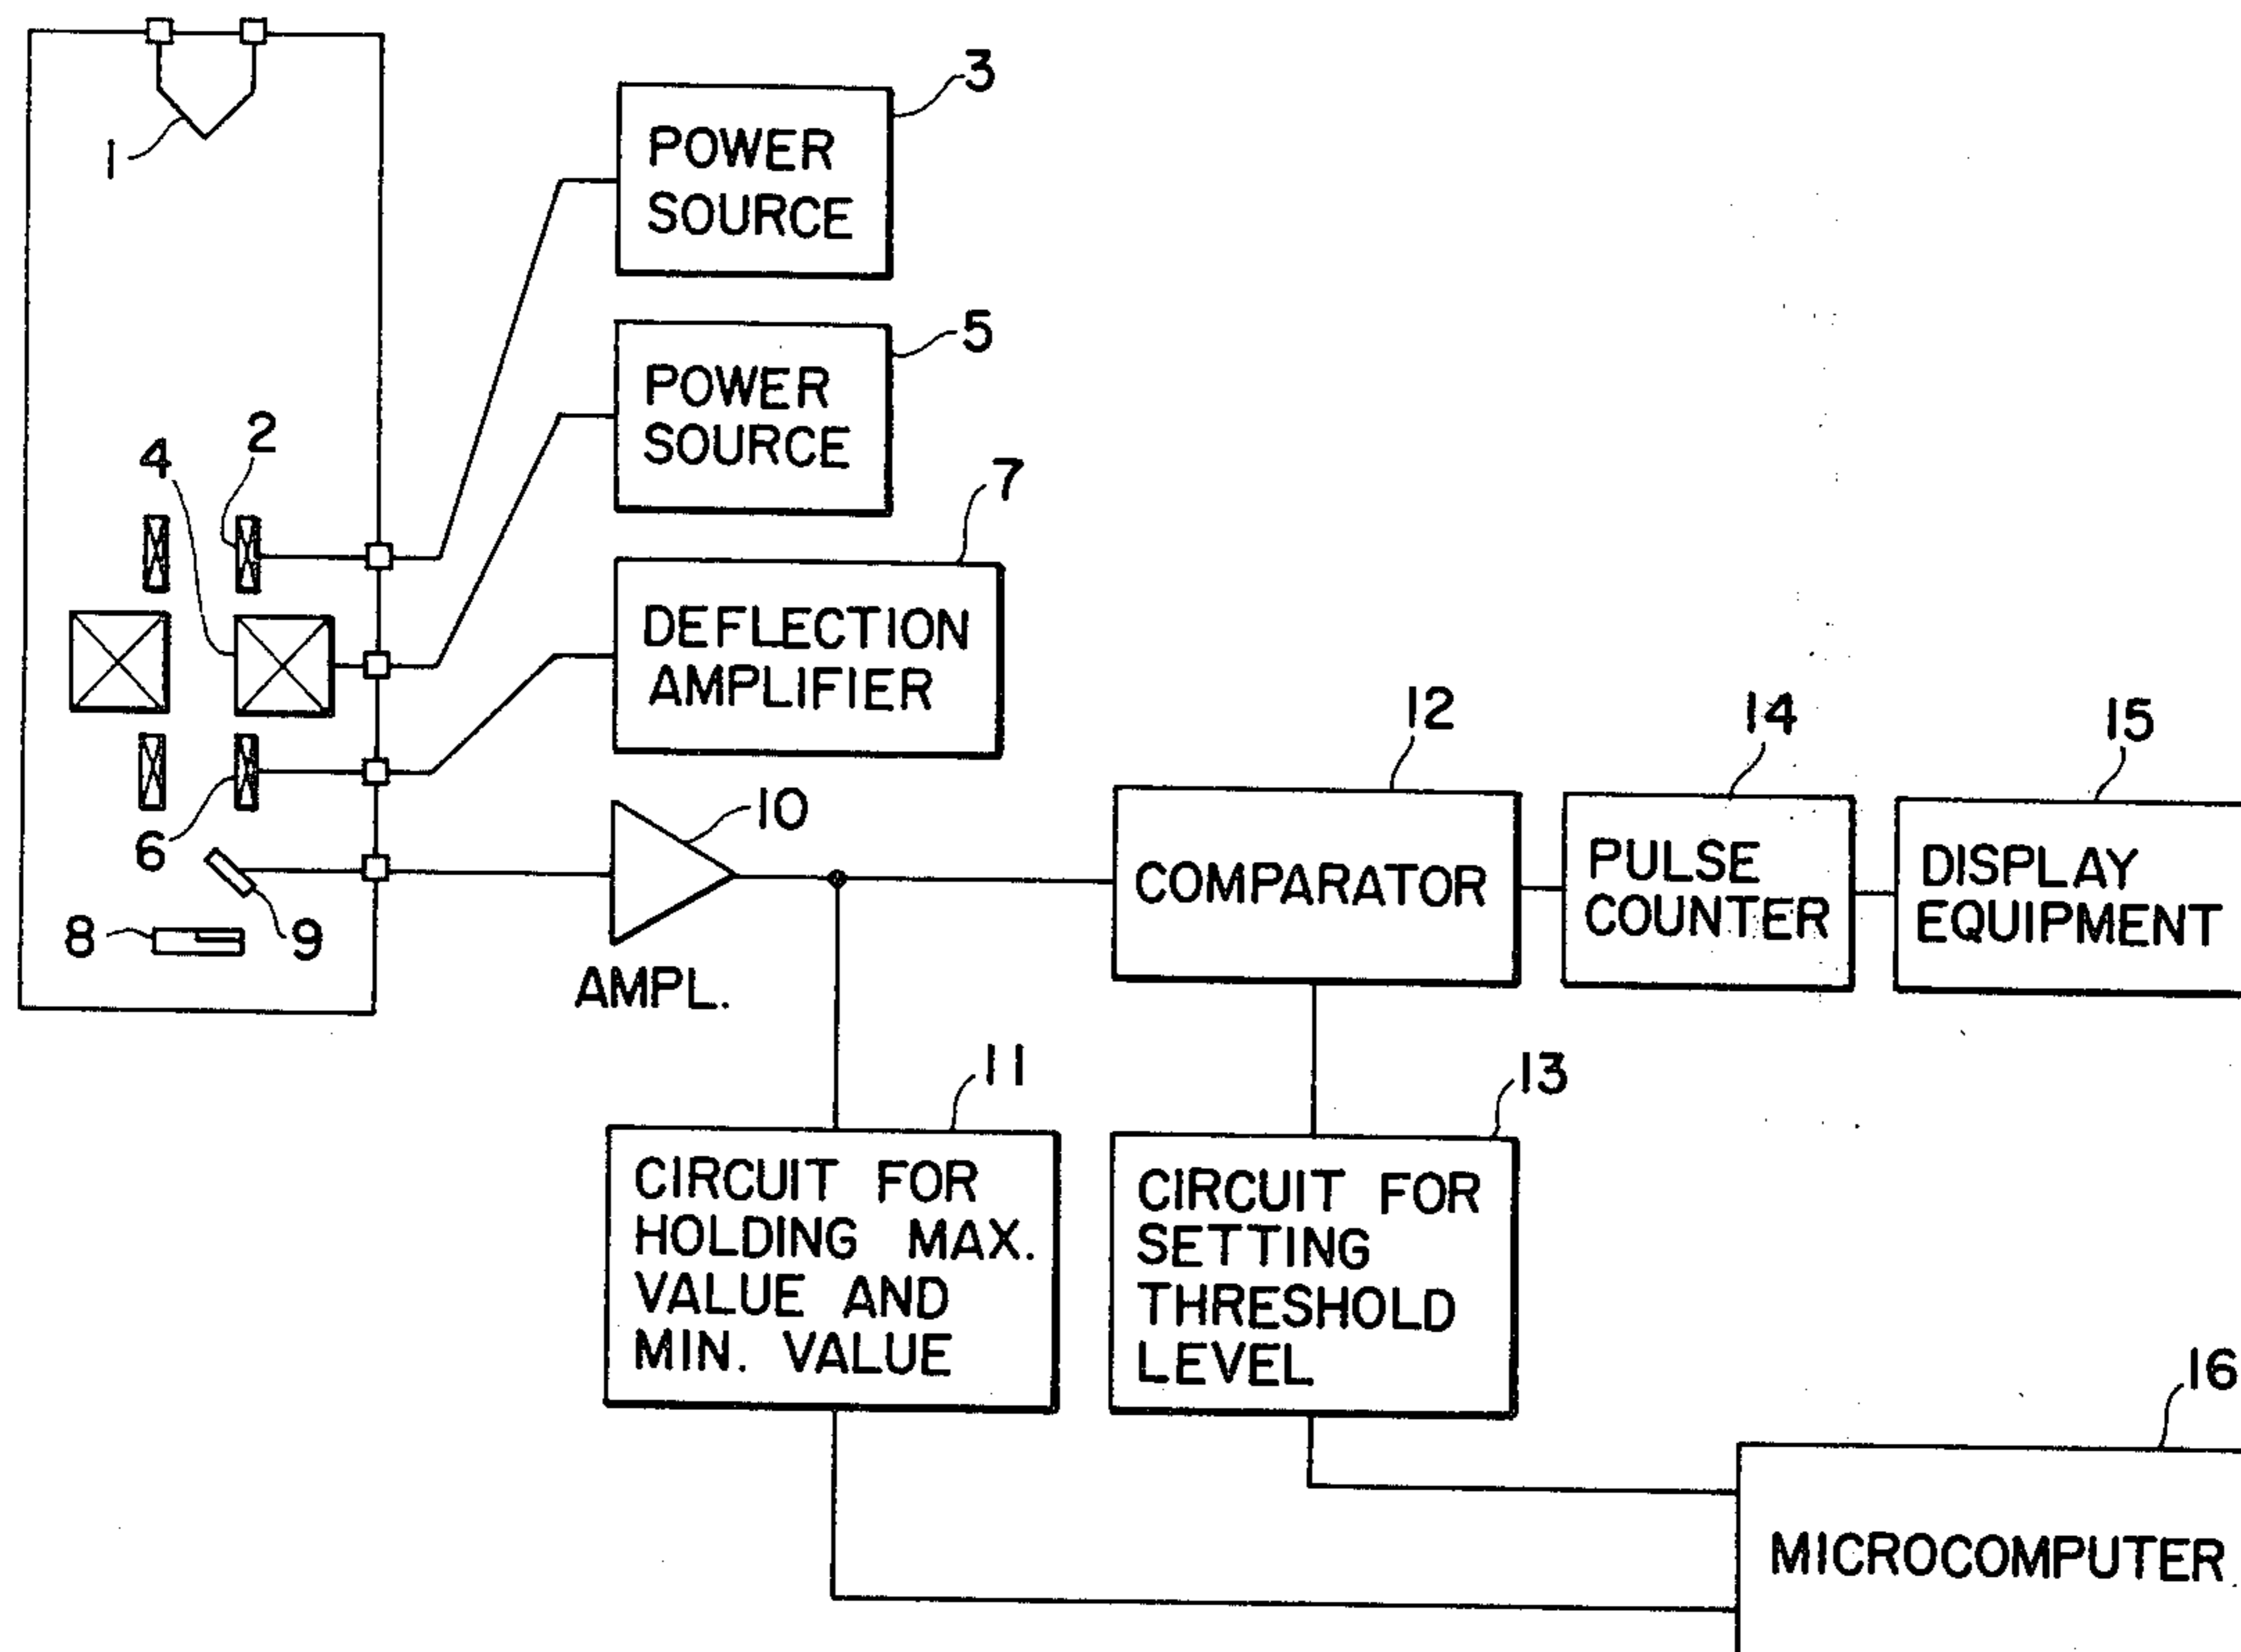 1
3
POWER
SOURCE
5
POWER
SOURCE
2
4
7
DEFLECTION
AMPLIFIER
6
10
AMPL.
8
9
12
COMPARATOR
14
PULSE
COUNTER
15
DISPLAY
EQUIPMENT
11
CIRCUIT FOR
HOLDING MAX.
VALUE AND
MIN. VALUE
13
CIRCUIT FOR
SETTING
THRESHOLD
LEVEL
16
MICROCOMPUTER